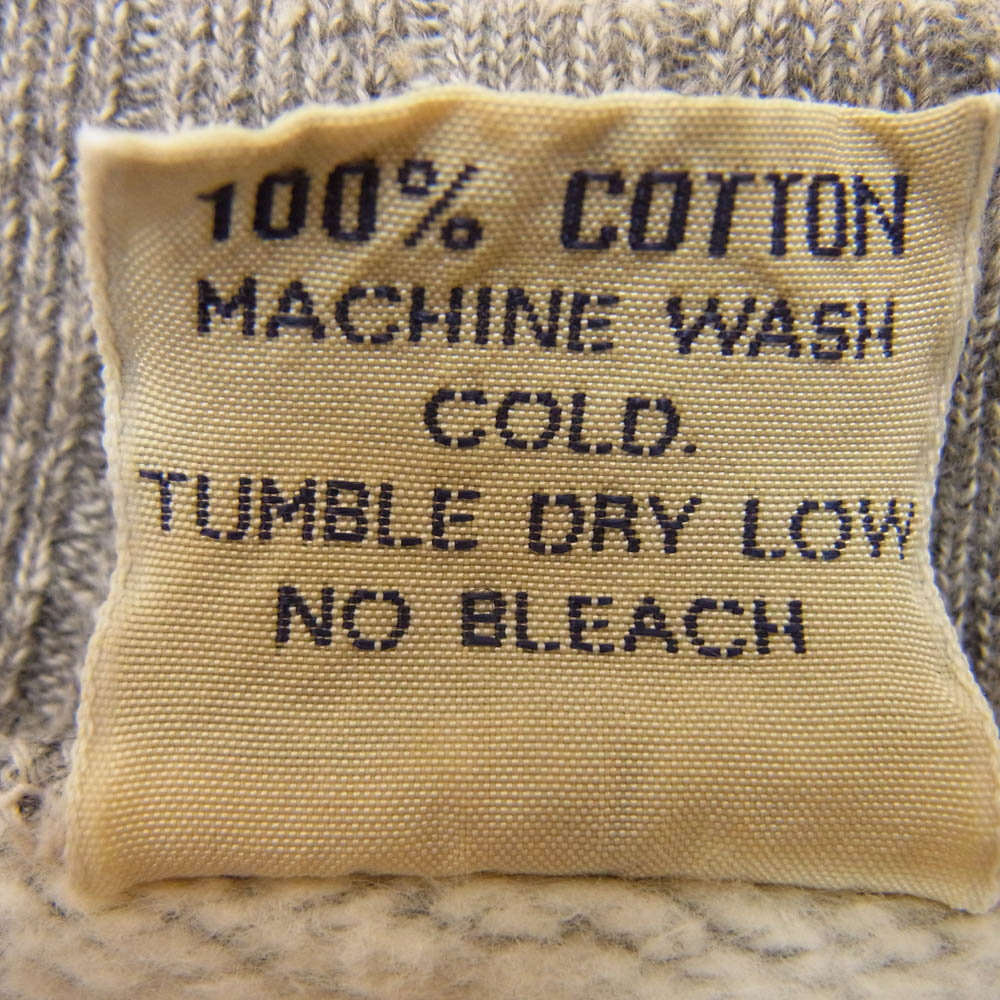 100% COTTON
MACHINE WASH
COLD.
TUMBLE DRY LOW
NO BLEACH